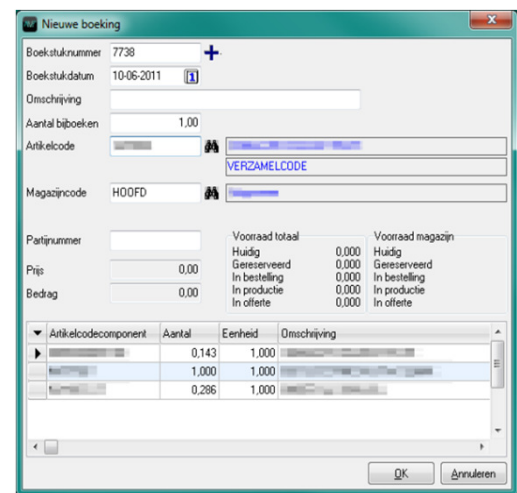 Nieuwe boeking
Boekstuknummer 7738
Boekstukdatum 10-06-2011 1
Omschrijving
Aantal bijboeken 1,00
Artikelcode
VERZAMELCODE
Magazijncode HOOFD
Partijnummer
Prijs 0,00
Bedrag 0,00
Voorraad totaal
Huidig 0,000
Gereserveerd 0,000
In bestelling 0,000
In productie 0,000
In offerte 0,000
Voorraad magazijn
Huidig
Gereserveerd
In bestelling
In productie
In offerte
Artikelcodecomponent Aantal Eenheid Omschrijving
0,143 1,000
1,000 1,000
0,286 1,000
OK Annuleren